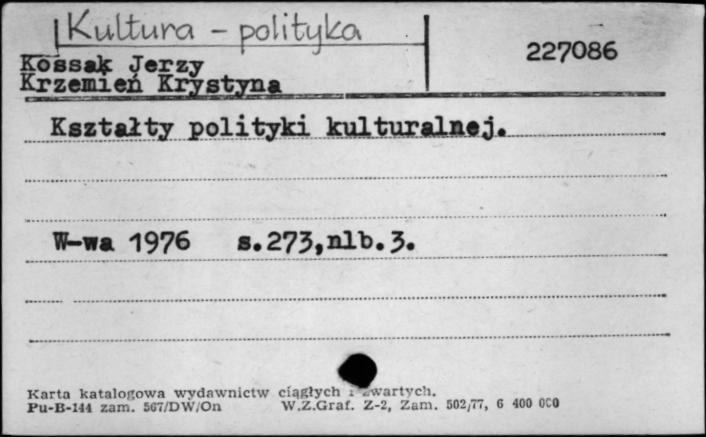 Kultura - polityka
227086
Kossak Jerzy
Krzemień Krystyna
Kształty polityki kulturalnej.
W-wa 1976 s.273,nlb.3.
Karta katalogowa wydawnictw ciągłych i zwartych.
Pu-B-144 zam. 567/DW/On W.Z.Graf. Z-2, Zam. 502/77, 6 400 000